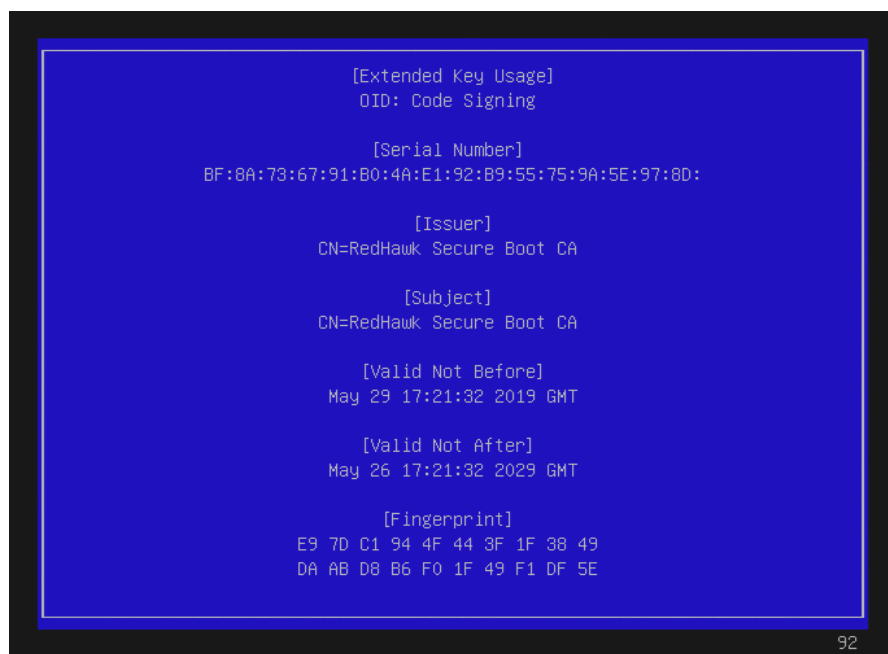 [Extended Key Usage]
OID: Code Signing
[Serial Number]
BF:8A:73:67:91:B0:4A:E1:92:B9:55:75:9A:5E:97:8D:
[Issuer]
CN=RedHawk Secure Boot CA
[Subject]
CN=RedHawk Secure Boot CA
[Valid Not Before]
May 29 17:21:32 2019 GMT
[Valid Not After]
May 26 17:21:32 2029 GMT
[Fingerprint]
E9 7D C1 94 4F 44 3F 1F 38 49
DA AB D8 B6 F0 1F 49 F1 DF 5E
92